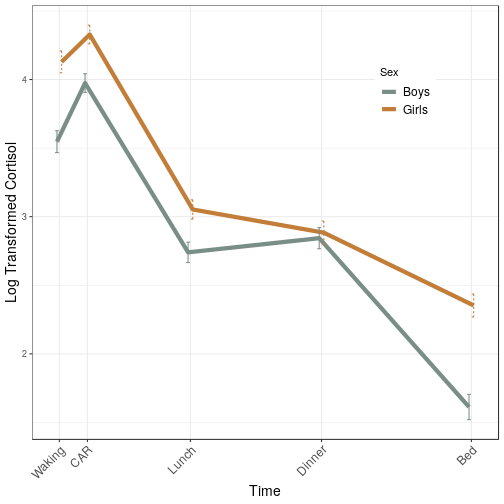 Log Transformed Cortisol
4
3
2
Sex
Boys
Girls
Waking
CAR
Lunch
Dinner
Bed
Time